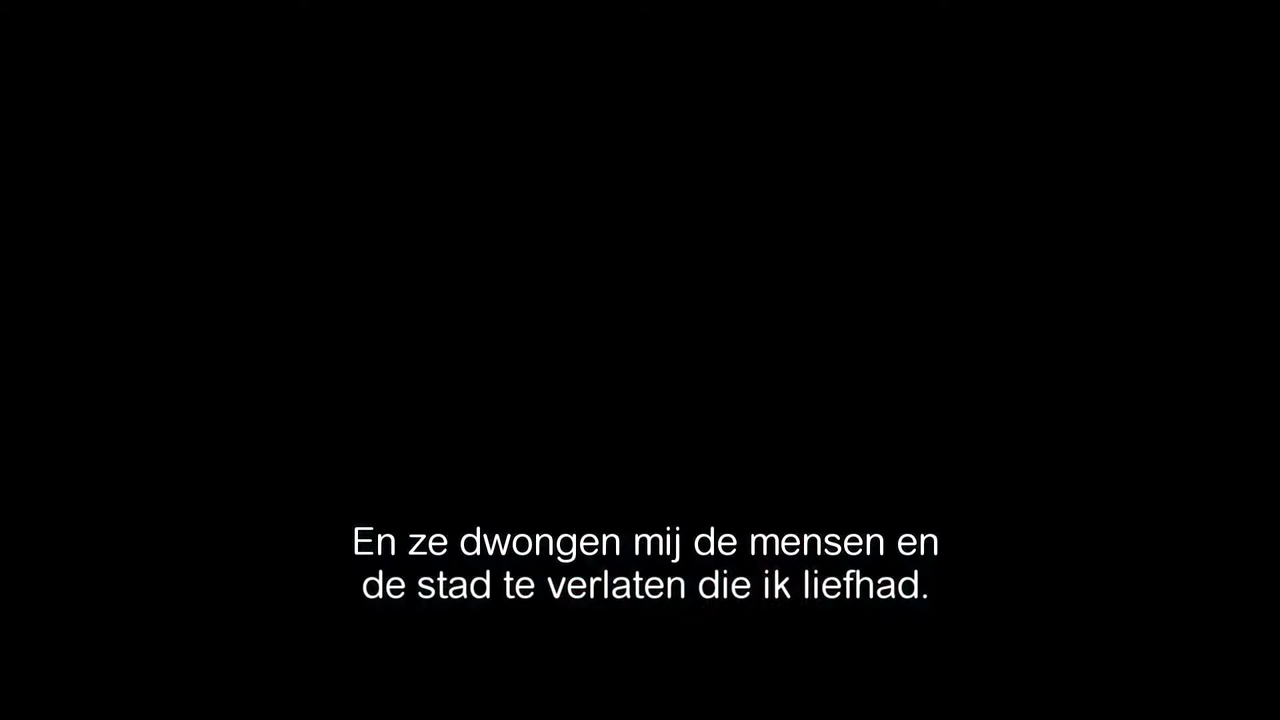 En ze dwongen mij de mensen en
de stad te verlaten die ik liefhad.